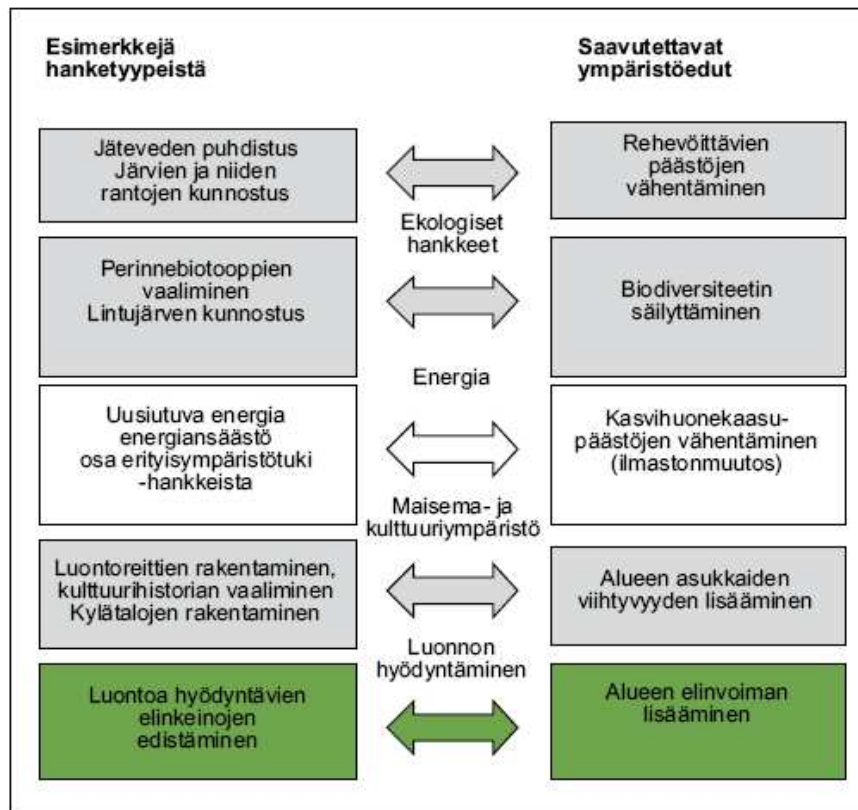 Esimerkkejä
hanketyypeistä
Saavutettavat
ympäristöedut
Jäteveden puhdistus
Järvien ja niiden
rantojen kunnostus
Rehevöittävien
päästöjen
vähentäminen
Ekologiset
hankkeet
Perinnebiotooppien
vaaliminen
Lintujärven kunnostus
Biodiversiteetin
säilyttäminen
Energia
Uusiutuva energia
energiansäästö
osa erityisympäristötuki
-hankkeista
Kasvihuonekaasu-
päästöjen vähentäminen
(ilmastonmuutos)
Maisema- ja
kulttuuriympäristö
Luontoreittien rakentaminen,
kulttuurihistorian vaaliminen
Kylätalojen rakentaminen
Alueen asukkaiden
viihtyvyyden lisääminen
Luonnon
hyödyntäminen
Luontoa hyödyntävien
elinkeinojen
edistäminen
Alueen elinvoiman
lisääminen